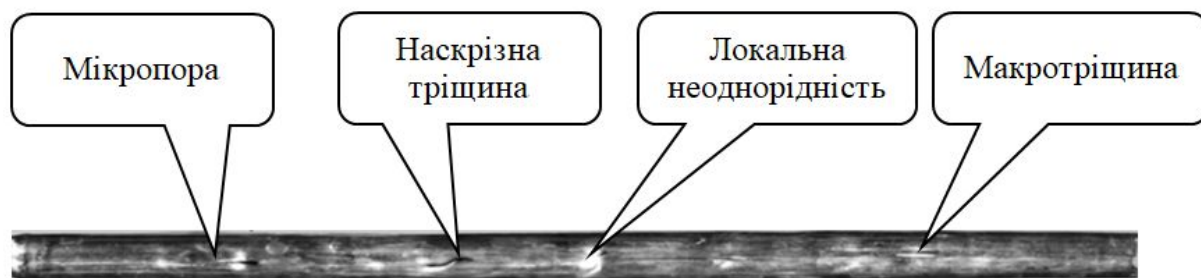 Мікропора
Наскрізна
тріщина
Локальна
неоднорідність
Макротріщина